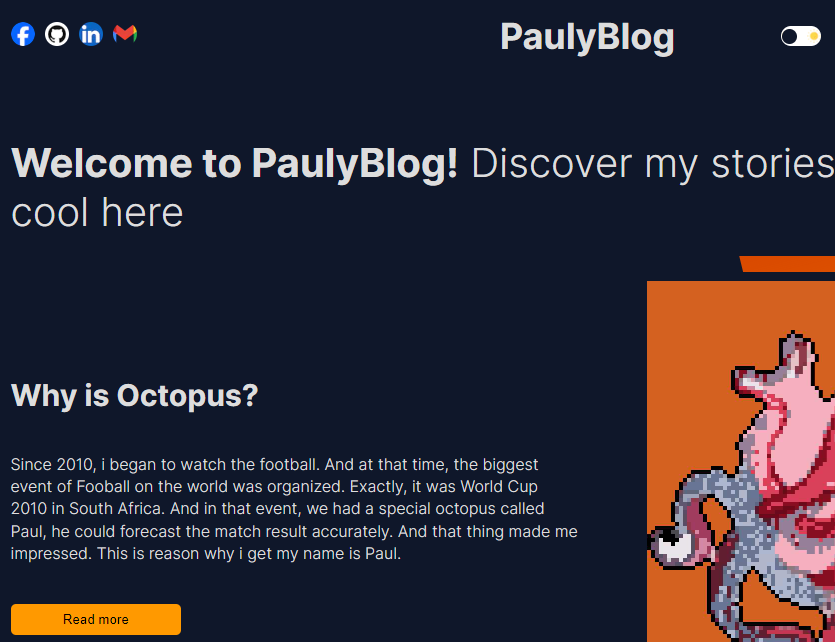 PaulyBlog
Welcome to PaulyBlog! Discover my stories
cool here
Why is Octopus?
Since 2010, i began to watch the football. And at that time, the biggest
event of Fooball on the world was organized. Exactly, it was World Cup
2010 in South Africa. And in that event, we had a special octopus called
Paul, he could forecast the match result accurately. And that thing made me
impressed. This is reason why i get my name is Paul.
Read more